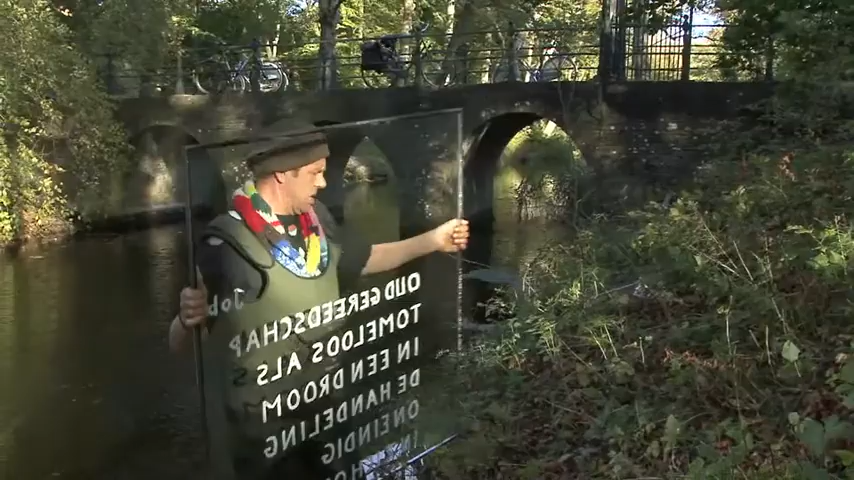 OUD GEREEDSCHAP
TOMELOOS ALS
IN EEN DROOM
DE HANDELING
ONEINDIG